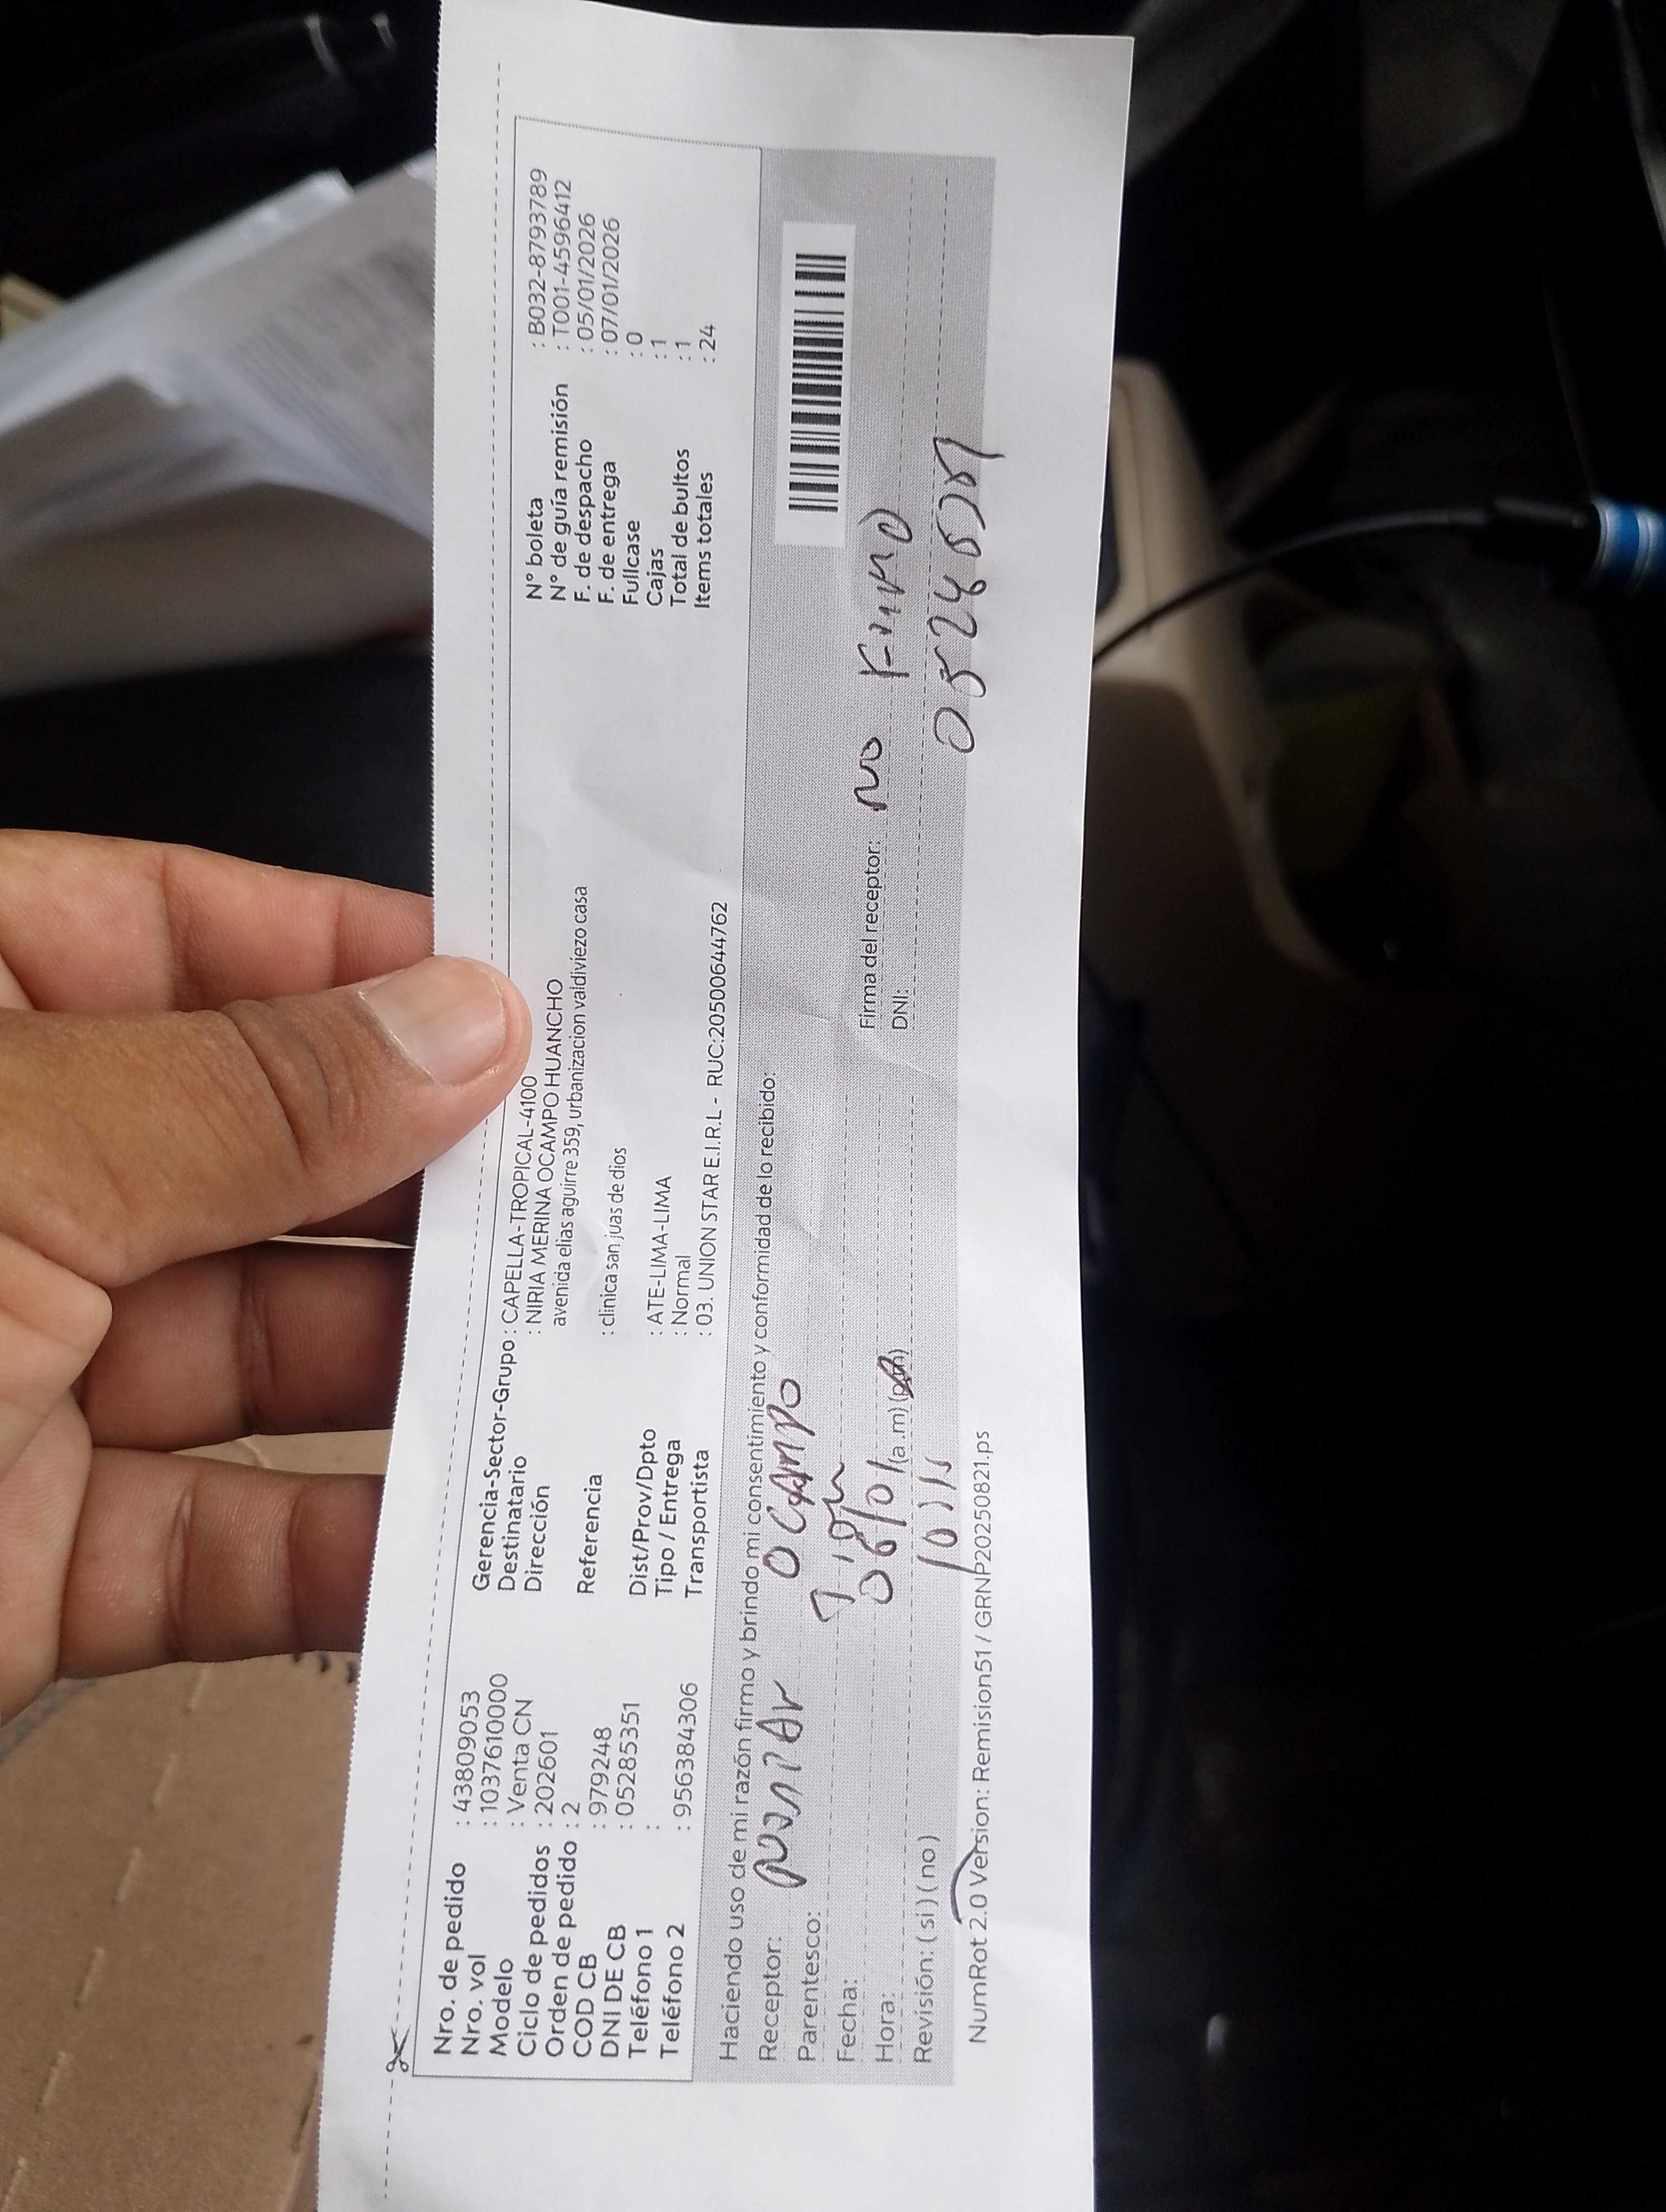 Nro. de pedido : 43809053
Nro. vol : 1037610000
Modelo : Venta CN
Ciclo de pedidos : 202601
Orden de pedido : 2
COD CB : 979248
DNI DE CB : 05285351
Teléfono 1 :
Teléfono 2 : 956384306
Gerencia-Sector-Grupo : CAPELLA-TROPICAL-4100
Destinatario : NIRIA MERINA OCAMPO HUANCHO
Dirección avenida elias aguirre 359, urbanizacion valdiviezo casa
Referencia : clinica san juas de dios
Dist/Prov/Dpto : ATE-LIMA-LIMA
Tipo / Entrega : Normal
Transportista : 03. UNION STAR E.I.R.L - RUC:20500644762
N° boleta : B032-8793789
N° de guía remisión : T001-4596412
F. de despacho : 05/01/2026
F. de entrega : 07/01/2026
Fullcase : 0
Cajas : 1
Total de bultos : 1
Items totales : 24
Haciendo uso de mi razón firmo y brindo mi consentimiento y conformidad de lo recibido:
Receptor: OCAMPO
Parentesco:
Fecha: 06/01
Hora: (a.m) (p.m)
Revisión: ( si ) ( no )
Firma del receptor: no Firmo
DNI:
NumRot 2.0 Version: Remision51 / GRNP20250821.ps